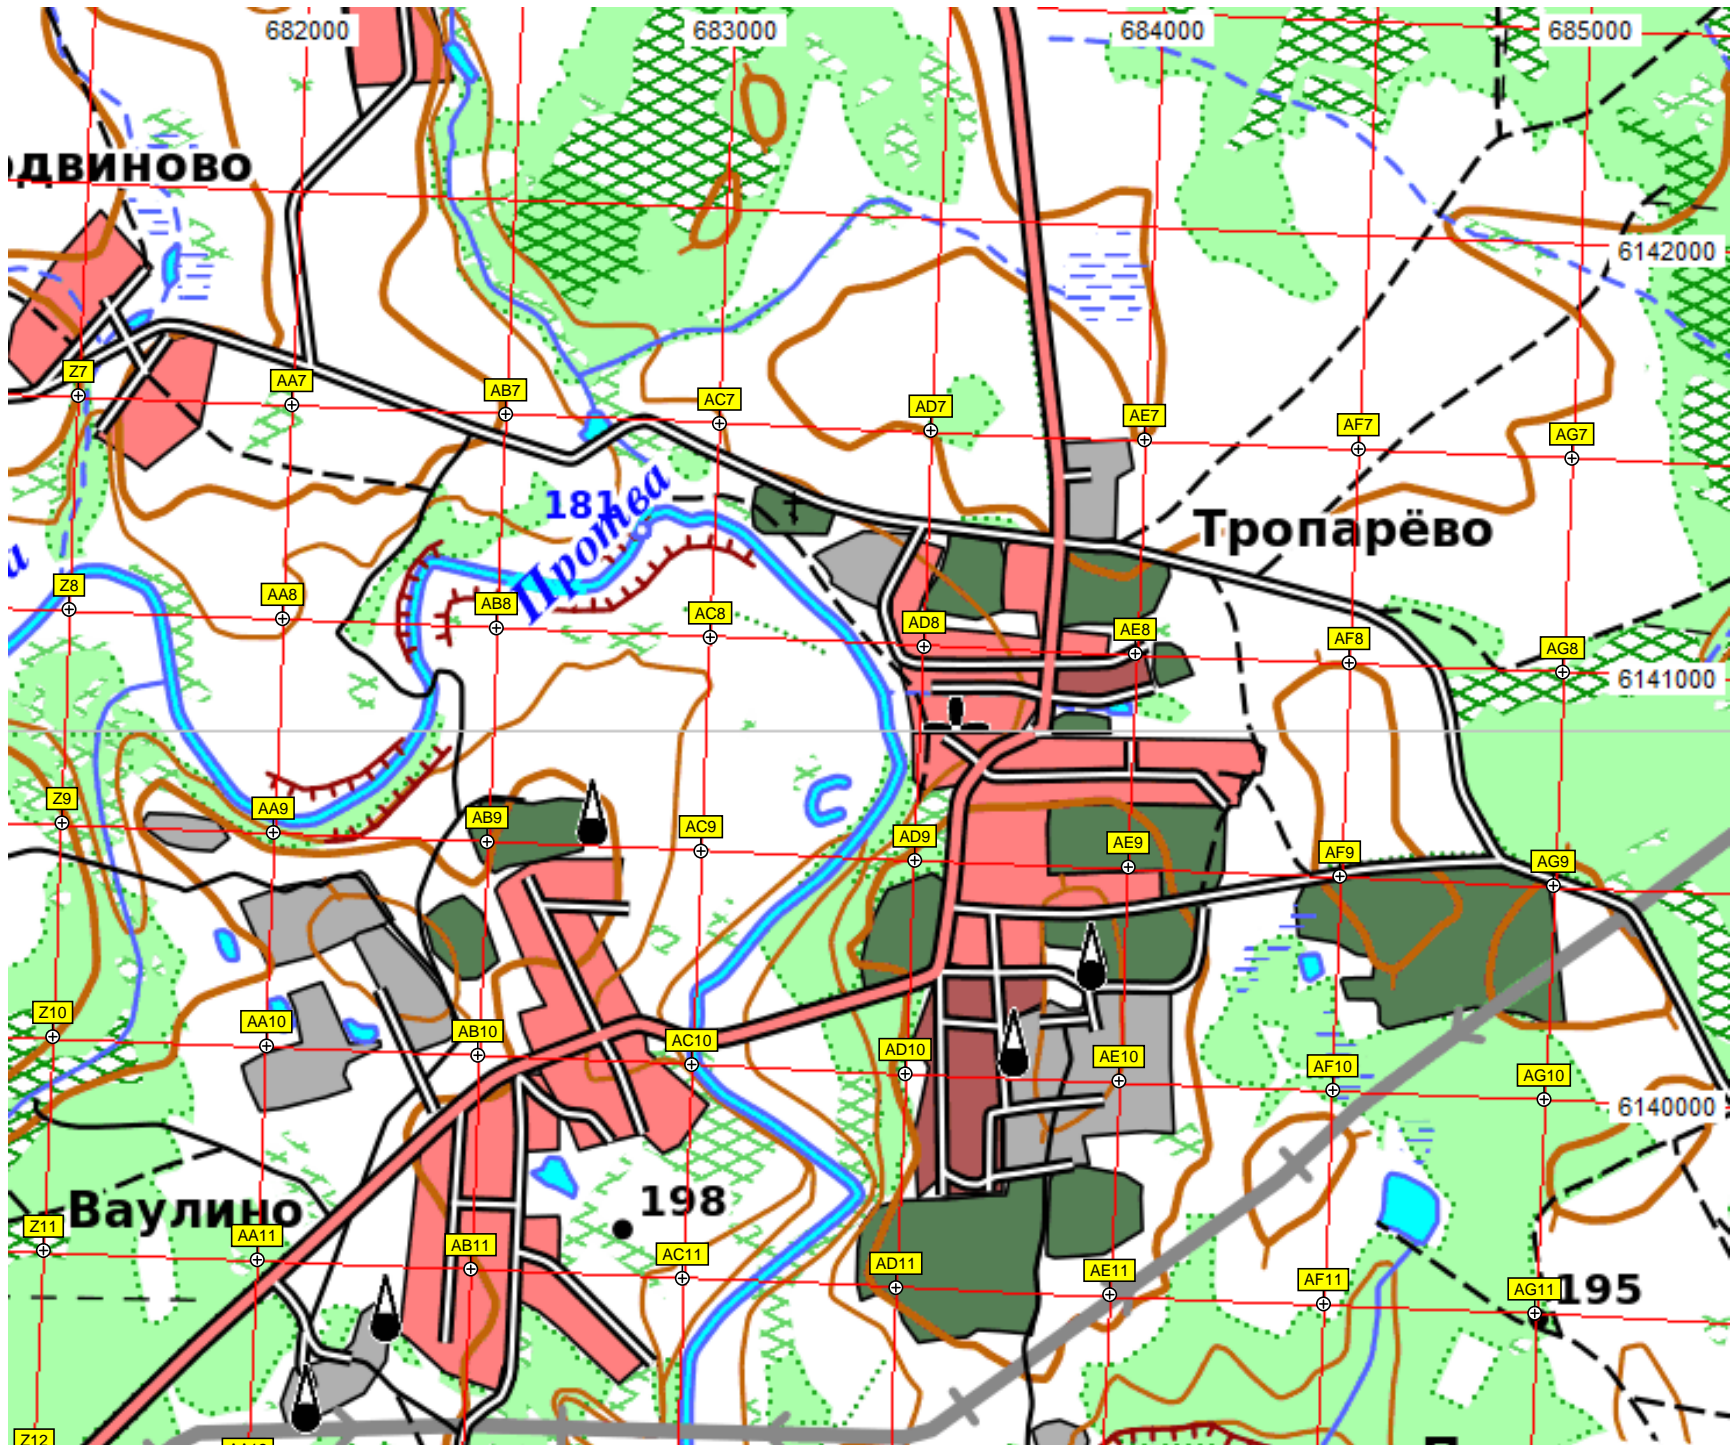 682000 683000 684000 685000
одвиново
6142000
Z7 AA7 AB7 AC7 AD7 AE7 AF7 AG7
181
Протва
Тропарёво
а
Z8 AA8 AB8 AC8 AD8 AE8 AF8 AG8
6141000
Z9 AA9 AB9 AC9 AD9 AE9 AF9 AG9
Z10 AA10 AB10 AC10 AD10 AE10 AF10 AG10
6140000
Ваулино
198
Z11 AA11 AB11 AC11 AD11 AE11 AF11 AG11
195
Z12